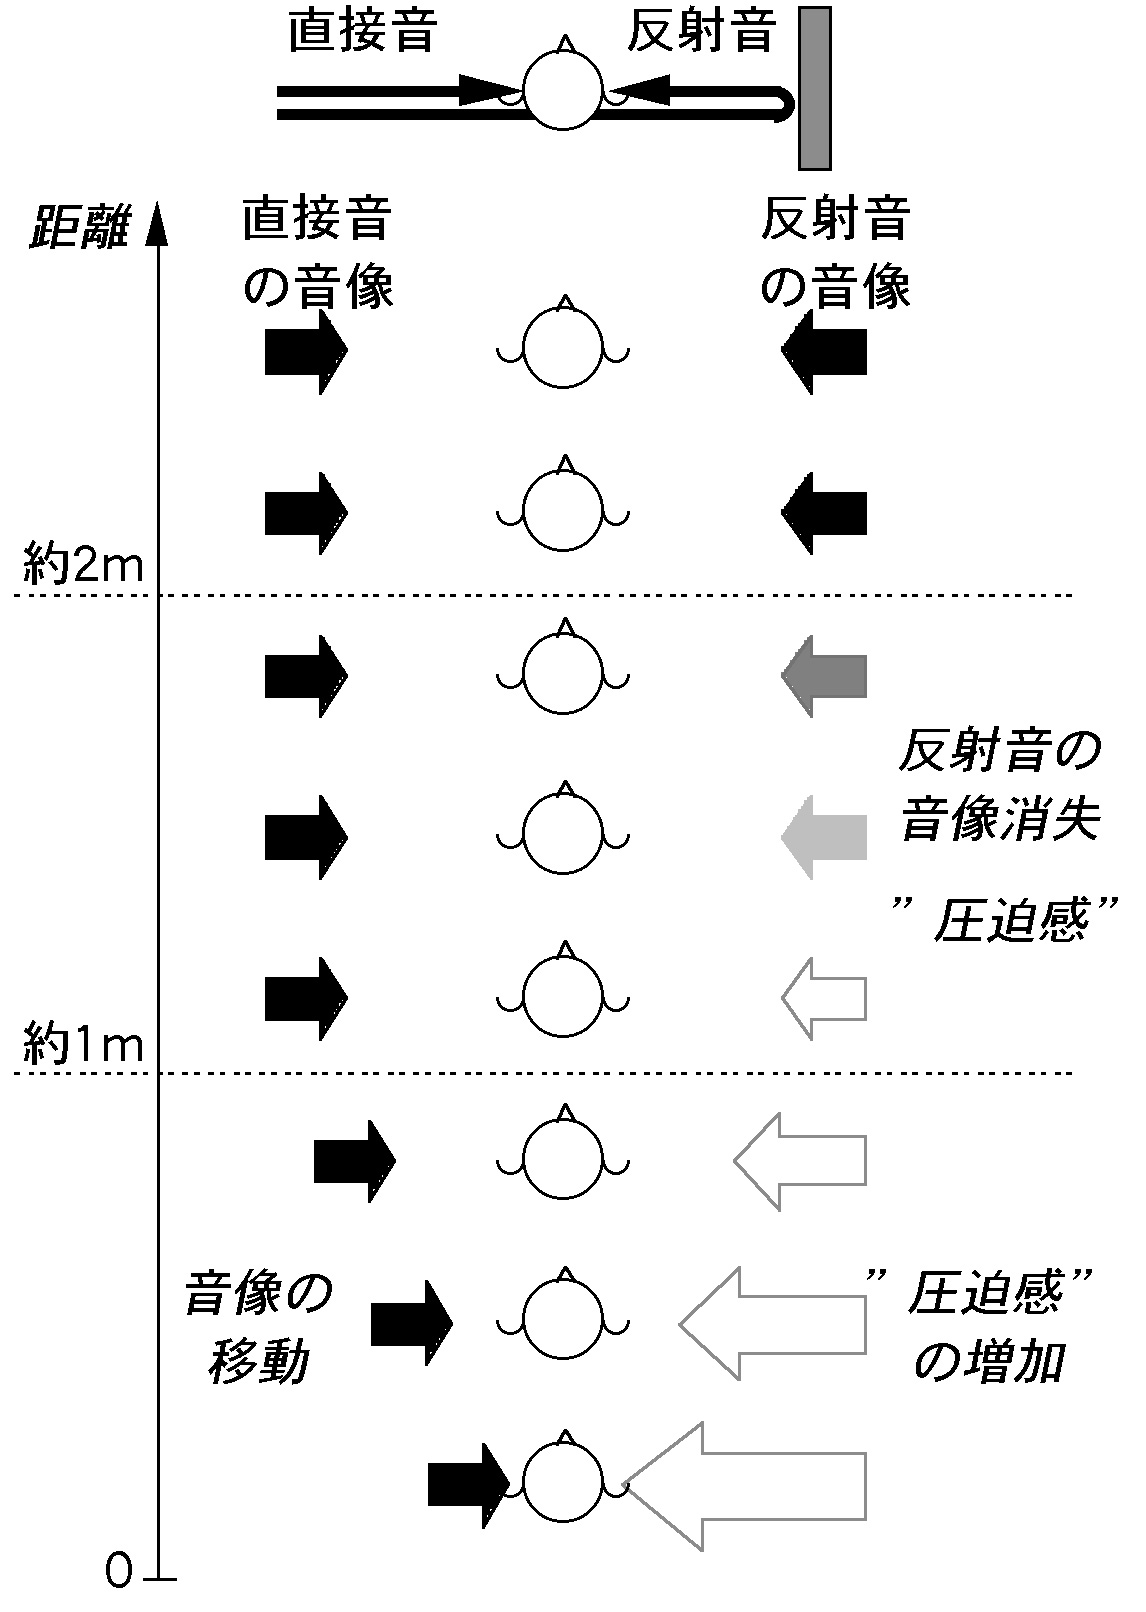 直接音
反射音
距離
直接音
の音像
反射音
の音像
約2m
反射音の
音像消失
”圧迫感”
約1m
音像の
移動
”圧迫感”
の増加
0